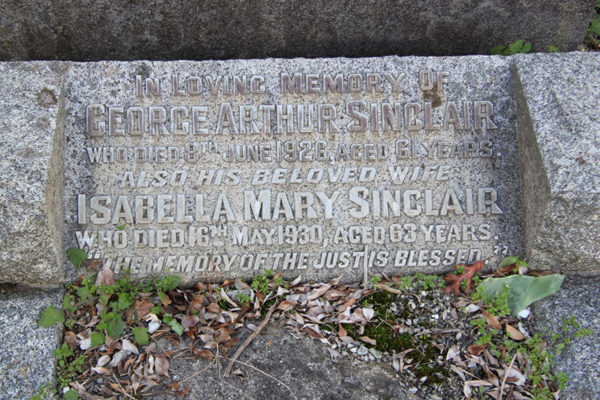 IN LOVING MEMORY OF
GEORGE ARTHUR SINCLAIR
WHO DIED 8TH JUNE 1926, AGED 61 YEARS.
ALSO HIS BELOVED WIFE
ISABELLA MARY SINCLAIR,
WHO DIED 16TH MAY 1930, AGED 63 YEARS.
"THE MEMORY OF THE JUST IS BLESSED."